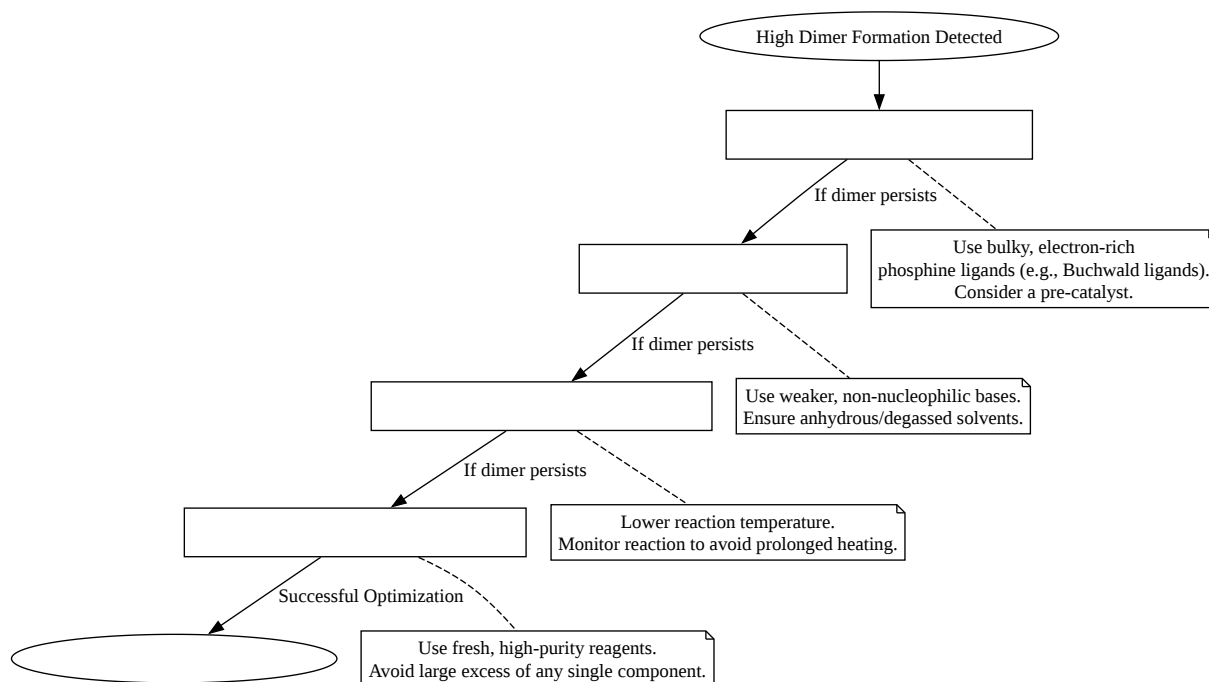 High Dimer Formation Detected
If dimer persists
Use bulky, electron-rich
phosphine ligands (e.g., Buchwald ligands).
Consider a pre-catalyst.
If dimer persists
Use weaker, non-nucleophilic bases.
Ensure anhydrous/degassed solvents.
If dimer persists
Lower reaction temperature.
Monitor reaction to avoid prolonged heating.
Successful Optimization
Use fresh, high-purity reagents.
Avoid large excess of any single component.